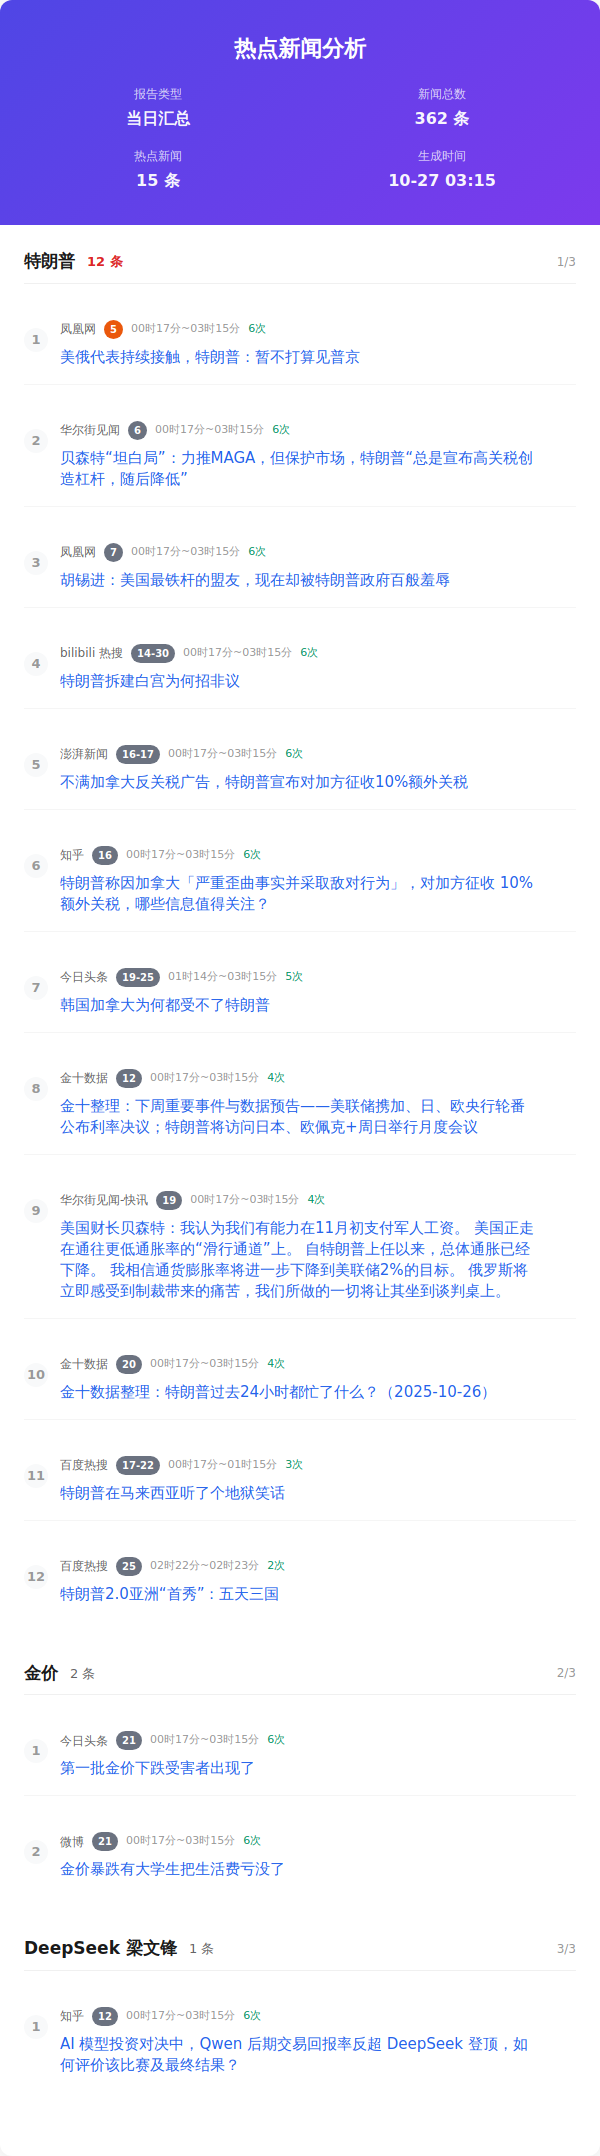 热点新闻分析
报告类型
当日汇总
新闻总数
362 条
热点新闻
15 条
生成时间
10-27 03:15
特朗普 12 条 1/3
1
凤凰网 5 00时17分~03时15分 6次
美俄代表持续接触，特朗普：暂不打算见普京
2
华尔街见闻 6 00时17分~03时15分 6次
贝森特“坦白局”：力推MAGA，但保护市场，特朗普“总是宣布高关税创
造杠杆，随后降低”
3
凤凰网 7 00时17分~03时15分 6次
胡锡进：美国最铁杆的盟友，现在却被特朗普政府百般羞辱
4
bilibili 热搜 14-30 00时17分~03时15分 6次
特朗普拆建白宫为何招非议
5
澎湃新闻 16-17 00时17分~03时15分 6次
不满加拿大反关税广告，特朗普宣布对加方征收10%额外关税
6
知乎 16 00时17分~03时15分 6次
特朗普称因加拿大「严重歪曲事实并采取敌对行为」，对加方征收 10%
额外关税，哪些信息值得关注？
7
今日头条 19-25 01时14分~03时15分 5次
韩国加拿大为何都受不了特朗普
8
金十数据 12 00时17分~03时15分 4次
金十整理：下周重要事件与数据预告——美联储携加、日、欧央行轮番
公布利率决议；特朗普将访问日本、欧佩克+周日举行月度会议
9
华尔街见闻-快讯 19 00时17分~03时15分 4次
美国财长贝森特：我认为我们有能力在11月初支付军人工资。 美国正走
在通往更低通胀率的“滑行通道”上。 自特朗普上任以来，总体通胀已经
下降。 我相信通货膨胀率将进一步下降到美联储2%的目标。 俄罗斯将
立即感受到制裁带来的痛苦，我们所做的一切将让其坐到谈判桌上。
10
金十数据 20 00时17分~03时15分 4次
金十数据整理：特朗普过去24小时都忙了什么？（2025-10-26）
11
百度热搜 17-22 00时17分~01时15分 3次
特朗普在马来西亚听了个地狱笑话
12
百度热搜 25 02时22分~02时23分 2次
特朗普2.0亚洲“首秀”：五天三国
金价 2 条 2/3
1
今日头条 21 00时17分~03时15分 6次
第一批金价下跌受害者出现了
2
微博 21 00时17分~03时15分 6次
金价暴跌有大学生把生活费亏没了
DeepSeek 梁文锋 1 条 3/3
1
知乎 12 00时17分~03时15分 6次
AI 模型投资对决中，Qwen 后期交易回报率反超 DeepSeek 登顶，如
何评价该比赛及最终结果？